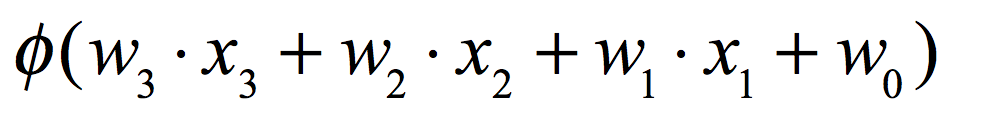 ϕ(w₃ · x₃ + w₂ · x₂ + w₁ · x₁ + w₀)